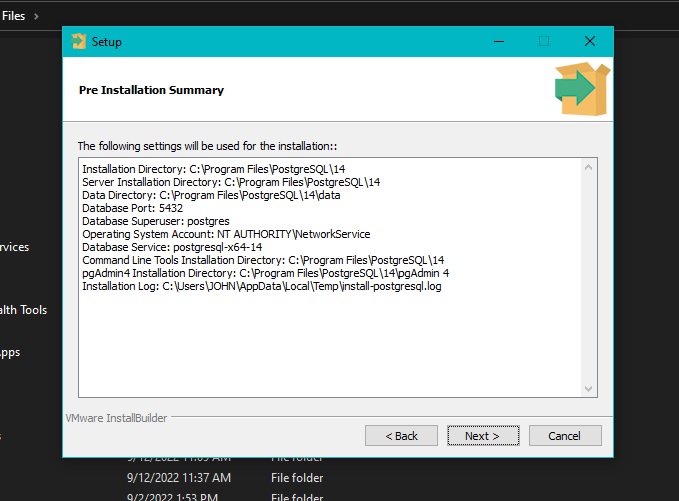 Files >
Setup
Pre Installation Summary
The following settings will be used for the installation::
Installation Directory: C:\Program Files\PostgreSQL\14
Server Installation Directory: C:\Program Files\PostgreSQL\14
Data Directory: C:\Program Files\PostgreSQL\14\data
Database Port: 5432
Database Superuser: postgres
Operating System Account: NT AUTHORITY\NetworkService
Database Service: postgresql-x64-14
Command Line Tools Installation Directory: C:\Program Files\PostgreSQL\14
pgAdmin4 Installation Directory: C:\Program Files\PostgreSQL\14\pgAdmin 4
Installation Log: C:\Users\JOHN\AppData\Local\Temp\install-postgresql.log
rvices
alth Tools
pps
VMware InstallBuilder
< Back
Next >
Cancel
9/12/2022 11:05 AM File folder
9/12/2022 11:37 AM File folder
9/2/2022 1:53 PM File folder